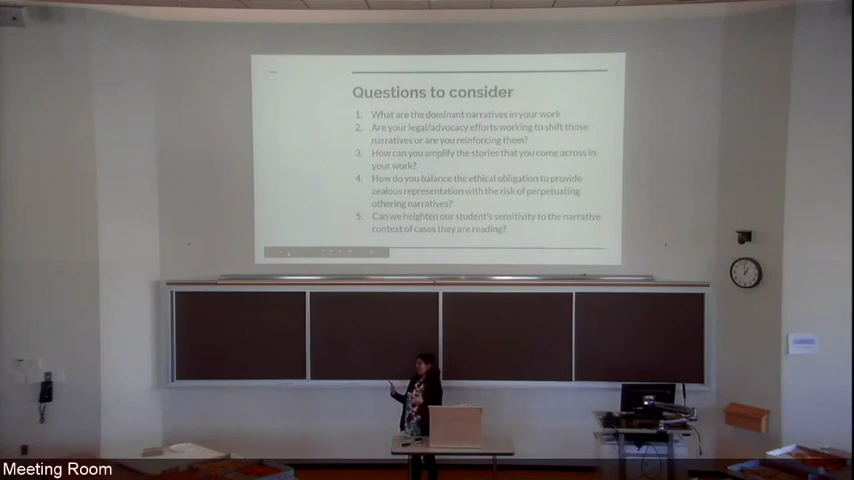 Questions to consider
1. What are the dominant narratives in your work
2. Are your legal/advocacy efforts working to shift those
narratives or are you reinforcing them?
3. How can you amplify the stories that you come across in
your work?
4. How do you balance the ethical obligation to provide
zealous representation with the risk of perpetuating
othering narratives?
5. Can we heighten our student's sensitivity to the narrative
context of cases they are reading?
Meeting Room